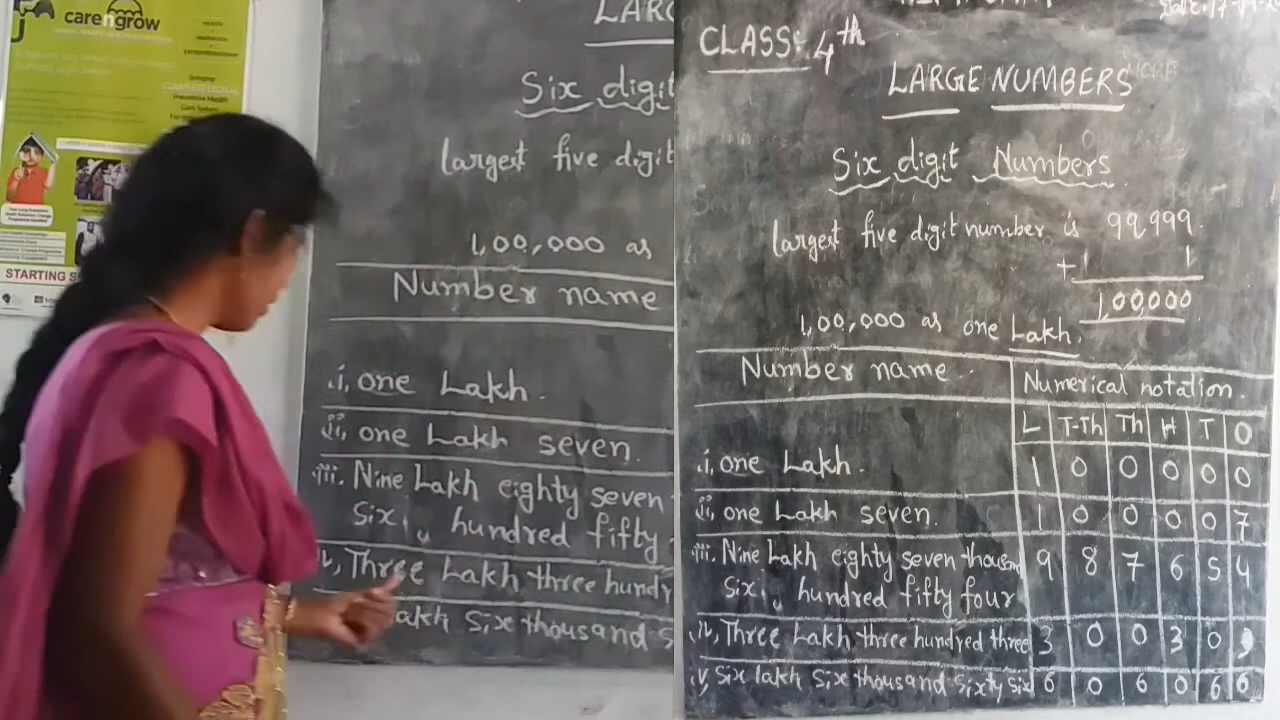 carengrow
STARTING S
LARG
Six digit
largest five digit
1,00,000 as
Number name
i, one Lakh.
ii, one Lakh seven.
iii. Nine Lakh eighty seven
six hundred fifty
iv, Three Lakh three hundr
lakh six thousand s
CLASS: 4th
LARGE NUMBERS
Six digit Numbers
largest five digit number is 99,999.
+ 1
1,00,000
1,00,000 as one Lakh.
Number name Numerical notation.
L T-Th Th H T O
i, one Lakh. 1 0 0 0 0 0
ii, one Lakh seven. 1 0 0 0 0 7
iii. Nine Lakh eighty seven thousand 9 8 7 6 5 4
six hundred fifty four
iv, Three Lakh three hundred three 3 0 0 3 0 3
v, Six lakh six thousand sixty six 6 0 6 0 6 6